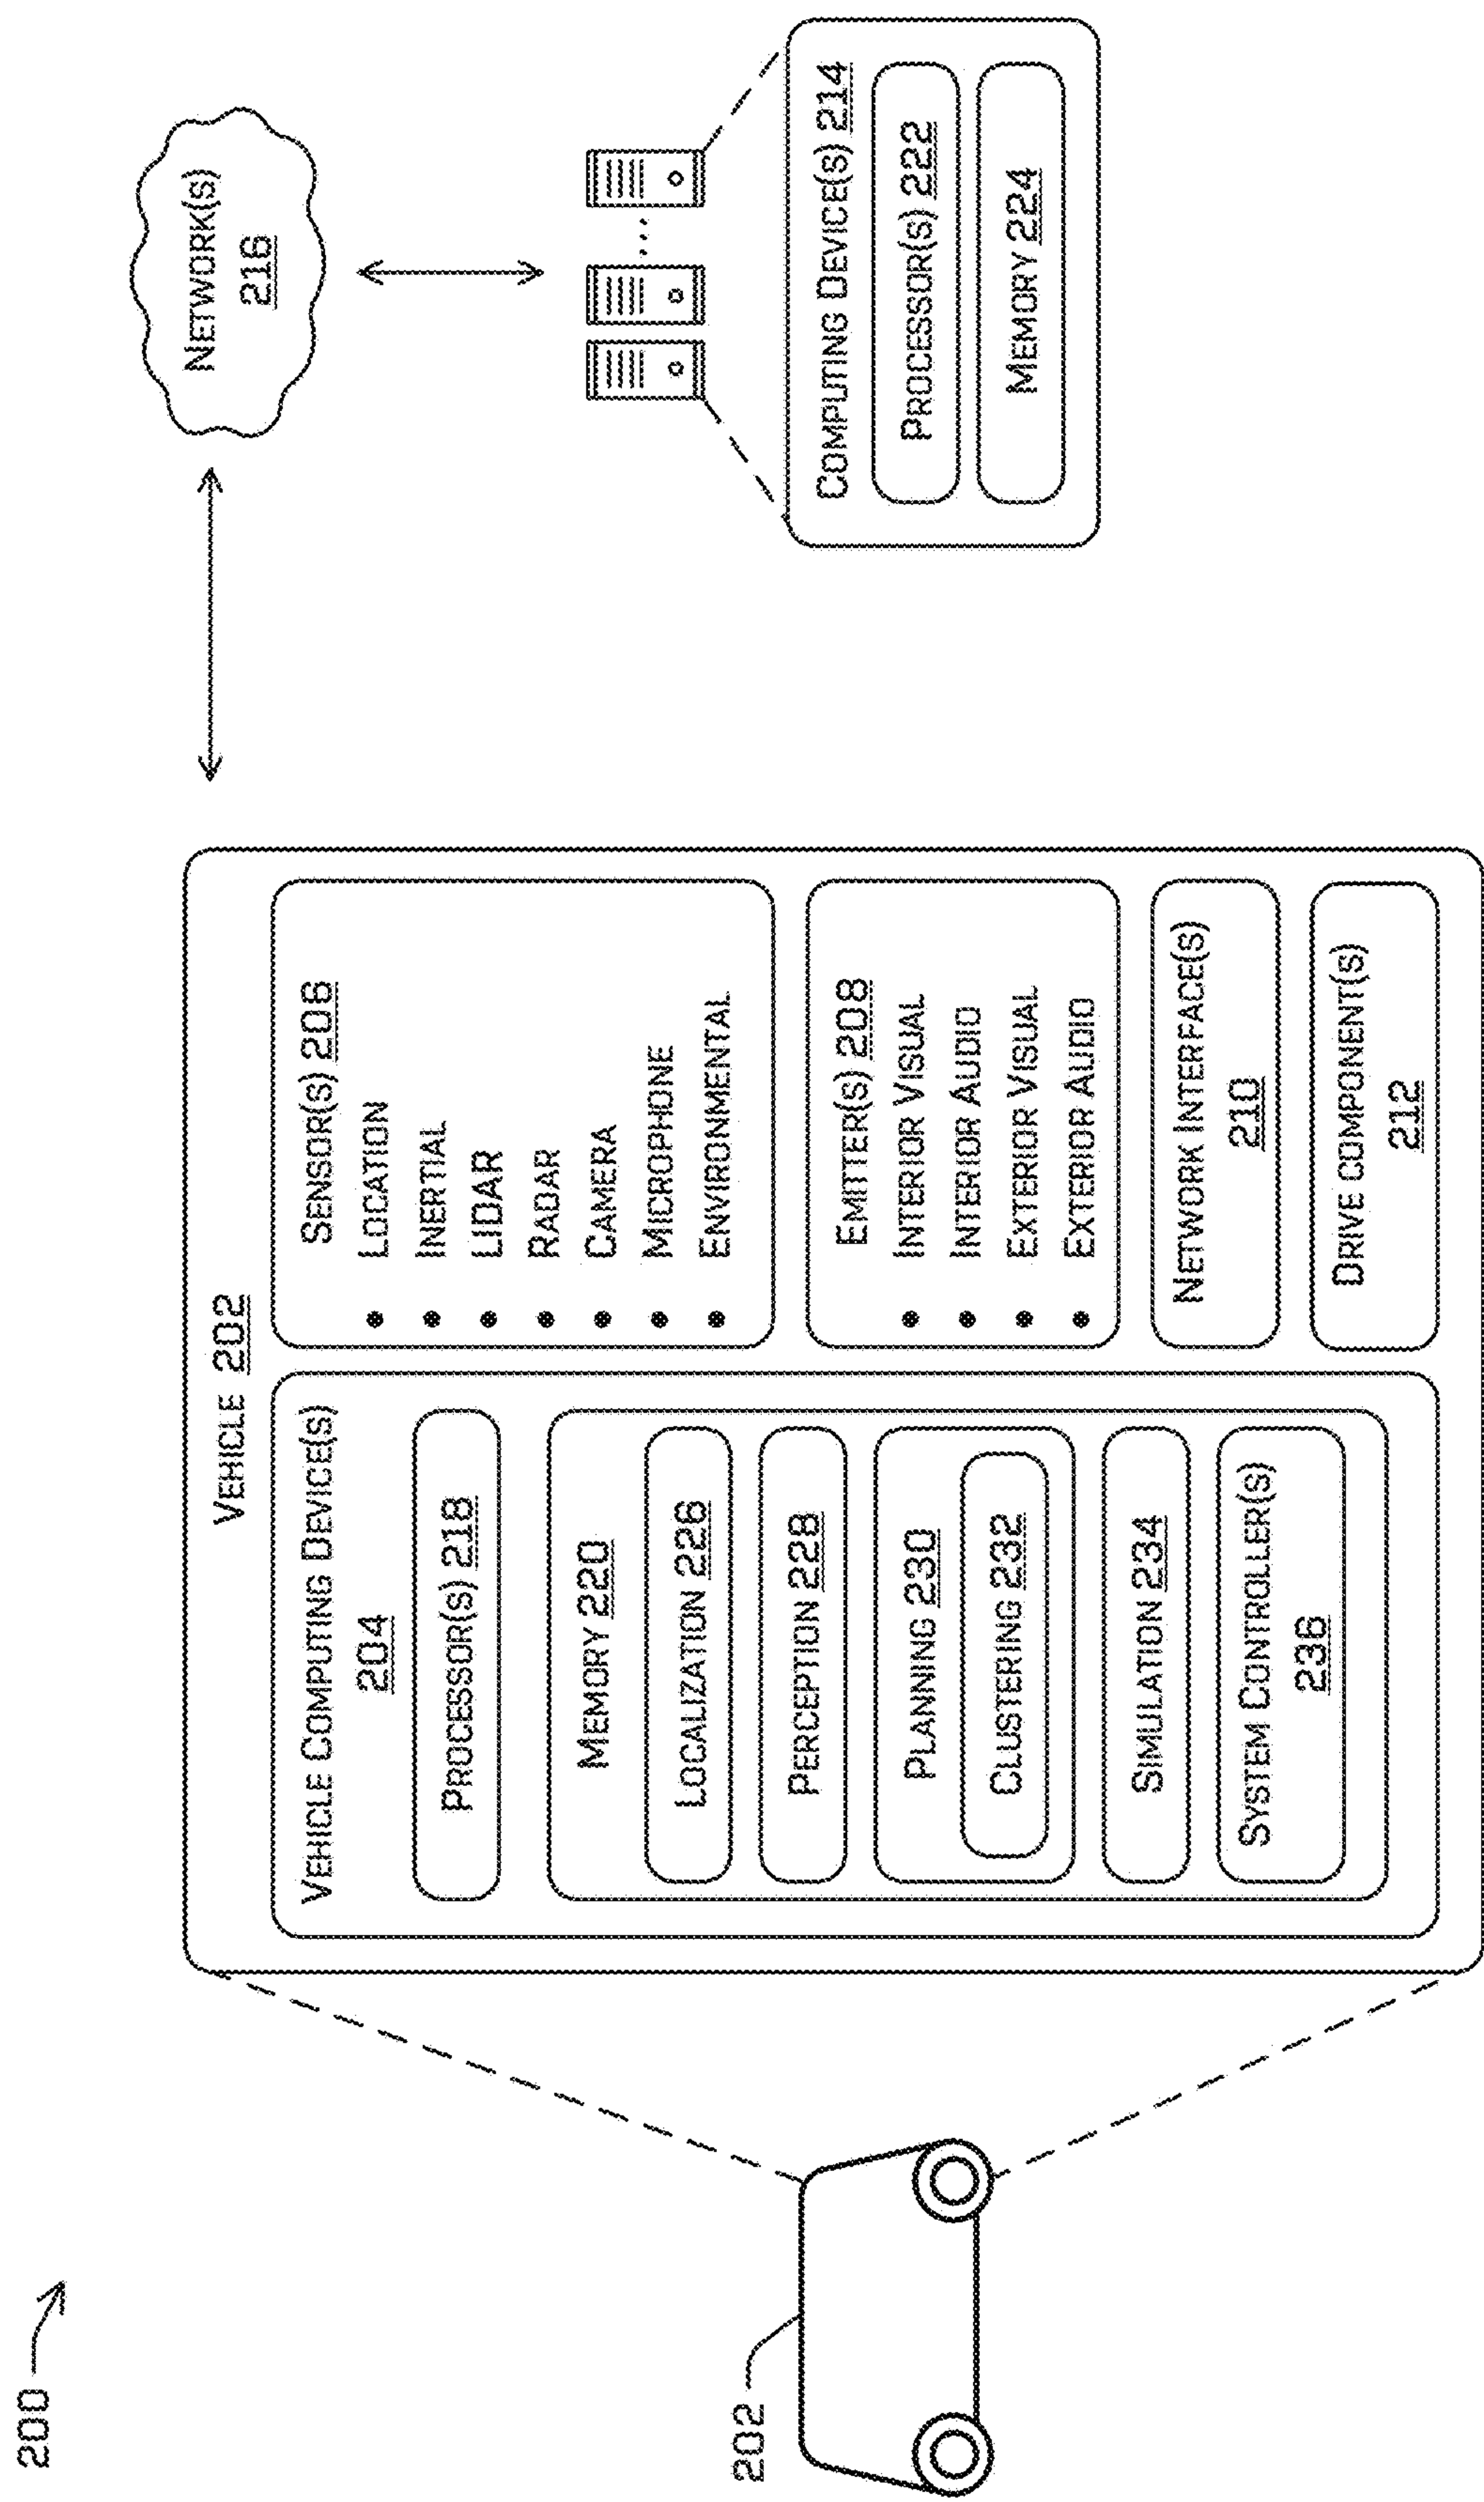 200
202
VEHICLE 202
VEHICLE COMPUTING DEVICE(S)
204
PROCESSOR(S) 218
MEMORY 220
LOCALIZATION 226
PERCEPTION 228
PLANNING 230
CLUSTERING 232
SIMULATION 234
SYSTEM CONTROLLER(S)
236
SENSOR(S) 206
• LOCATION
• INERTIAL
• LIDAR
• RADAR
• CAMERA
• MICROPHONE
• ENVIRONMENTAL
EMITTER(S) 208
• INTERIOR VISUAL
• INTERIOR AUDIO
• EXTERIOR VISUAL
• EXTERIOR AUDIO
NETWORK INTERFACE(S)
210
DRIVE COMPONENT(S)
212
NETWORK(S)
216
COMPUTING DEVICE(S) 214
PROCESSOR(S) 222
MEMORY 224